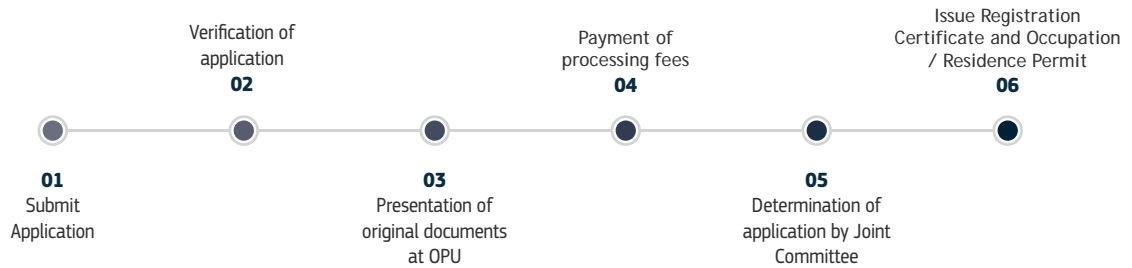 01
Submit
Application
Verification of
application
02
03
Presentation of
original documents
at OPU
Payment of
processing fees
04
05
Determination of
application by Joint
Committee
Issue Registration
Certificate and Occupation
/ Residence Permit
06